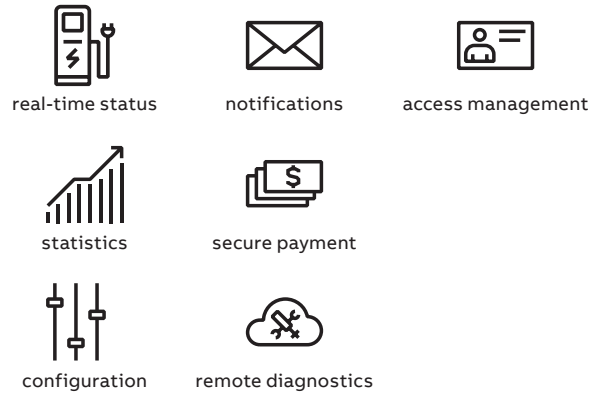 real-time status
notifications
access management
$
statistics
secure payment
configuration
remote diagnostics